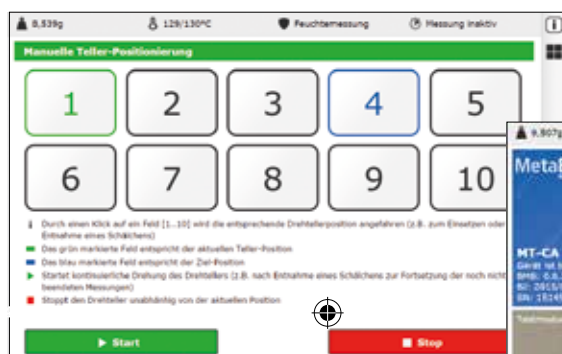 8,539g 129/130°C Feuchtemessung Messung inaktiv
Manuelle Teller-Positionierung
1 2 3 4 5
6 7 8 9 10
Durch einen Klick auf ein Feld [1...10] wird die entsprechende Drehtellerposition angefahren (z.B. zum Einsetzen oder
Entnahme eines Schälchens)
Das grün markierte Feld entspricht der aktuellen Teller-Position
Das blau markierte Feld entspricht der Ziel-Position
Startet kontinuierliche Drehung des Drehtellers (z.B. nach Entnahme eines Schälchens zur Fortsetzung der noch nicht
beendeten Messungen)
Stoppt den Drehteller unabhängig von der aktuellen Position
Start Stop
9,807g
Meta
MT-CA
Gerät ist